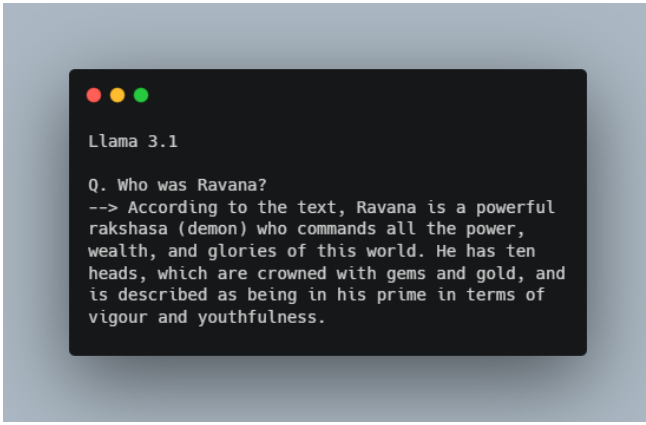 Llama 3.1
Q. Who was Ravana?
--> According to the text, Ravana is a powerful
rakshasa (demon) who commands all the power,
wealth, and glories of this world. He has ten
heads, which are crowned with gems and gold, and
is described as being in his prime in terms of
vigour and youthfulness.